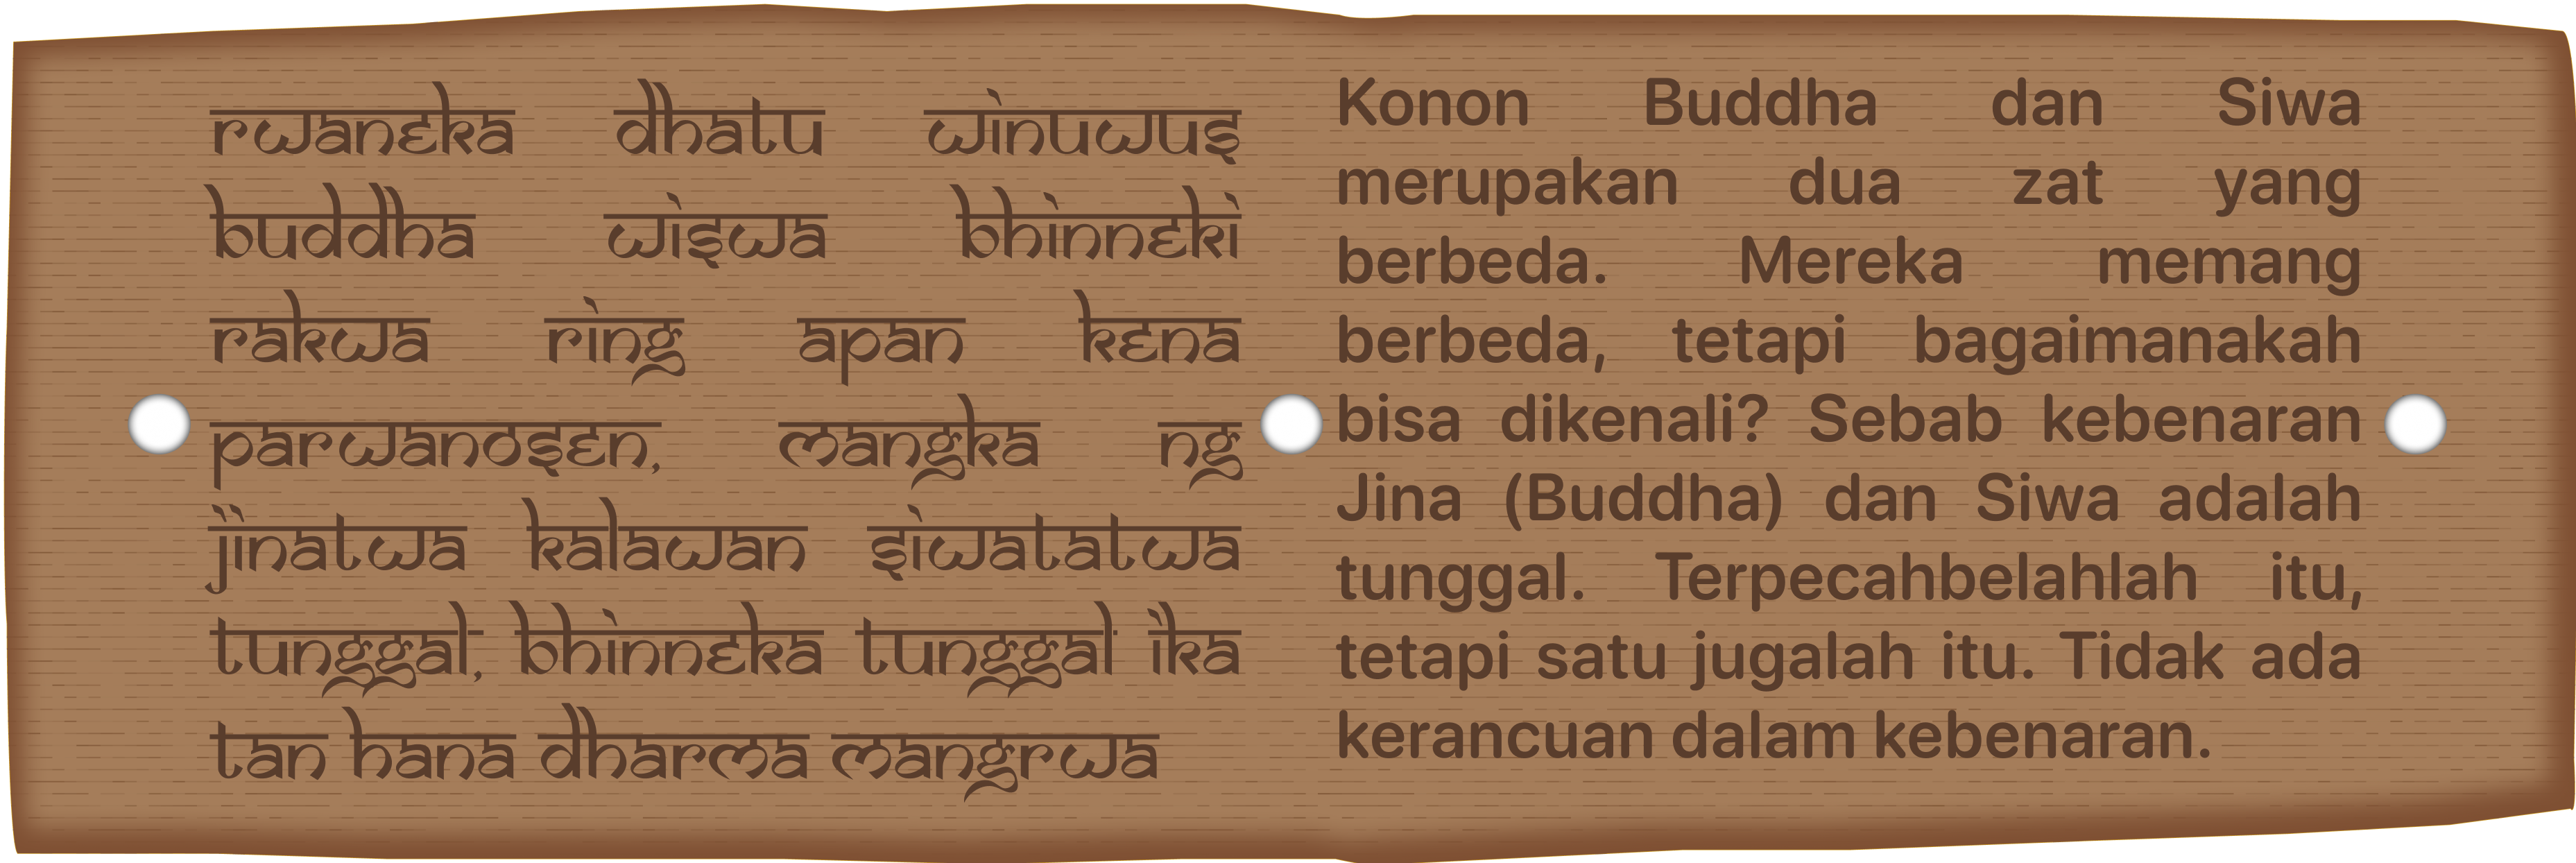 rwaneka dhatu winuwus
buddha wiswa bhinneki
rakwa ring apan kena
parwanosen, mangka ng
jinatwa kalawan siwatatwa
tunggal, bhinneka tunggal ika
tan hana dharma mangrwa
Konon Buddha dan Siwa
merupakan dua zat yang
berbeda. Mereka memang
berbeda, tetapi bagaimanakah
bisa dikenali? Sebab kebenaran
Jina (Buddha) dan Siwa adalah
tunggal. Terpecahbelahlah itu,
tetapi satu jugalah itu. Tidak ada
kerancuan dalam kebenaran.